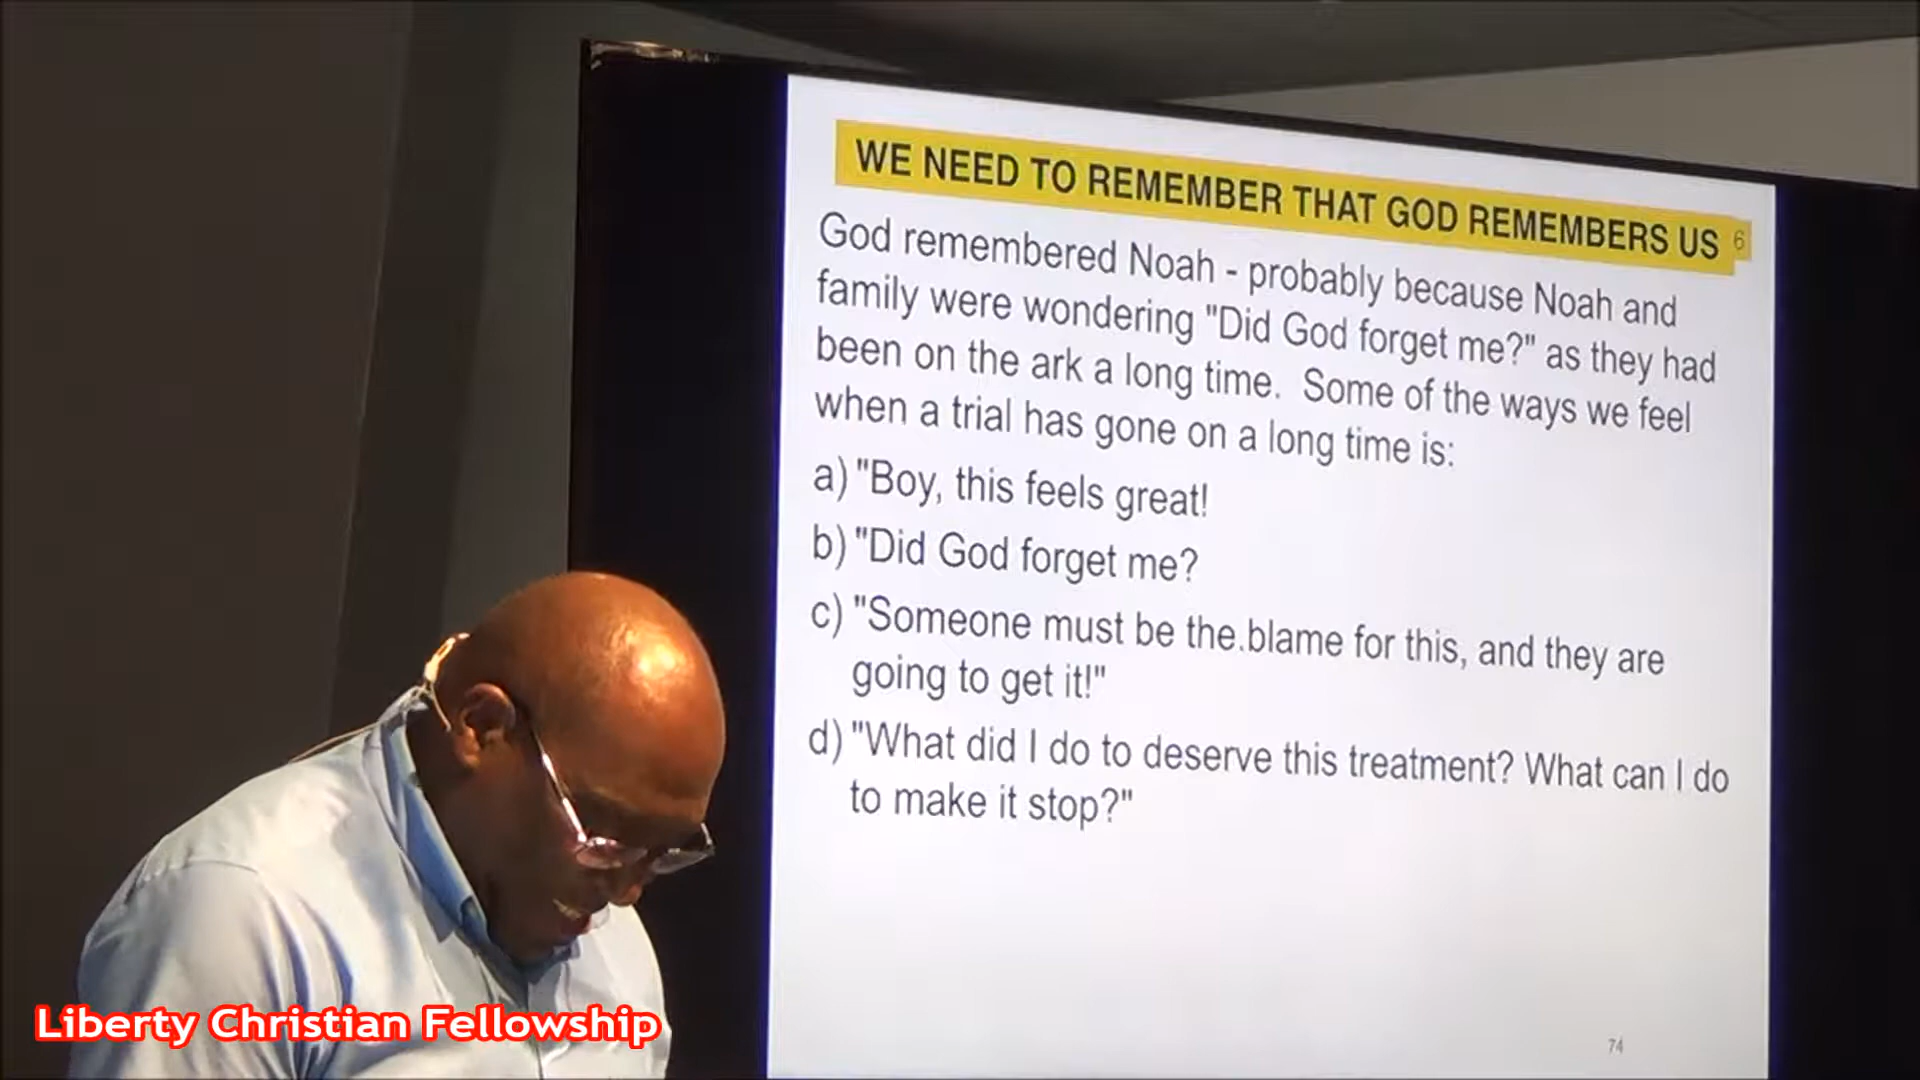 WE NEED TO REMEMBER THAT GOD REMEMBERS US 6
God remembered Noah - probably because Noah and
family were wondering "Did God forget me?" as they had
been on the ark a long time.  Some of the ways we feel
when a trial has gone on a long time is:
a) "Boy, this feels great!
b) "Did God forget me?
c) "Someone must be the.blame for this, and they are
going to get it!"
d) "What did I do to deserve this treatment? What can I do
to make it stop?"
74
Liberty Christian Fellowship